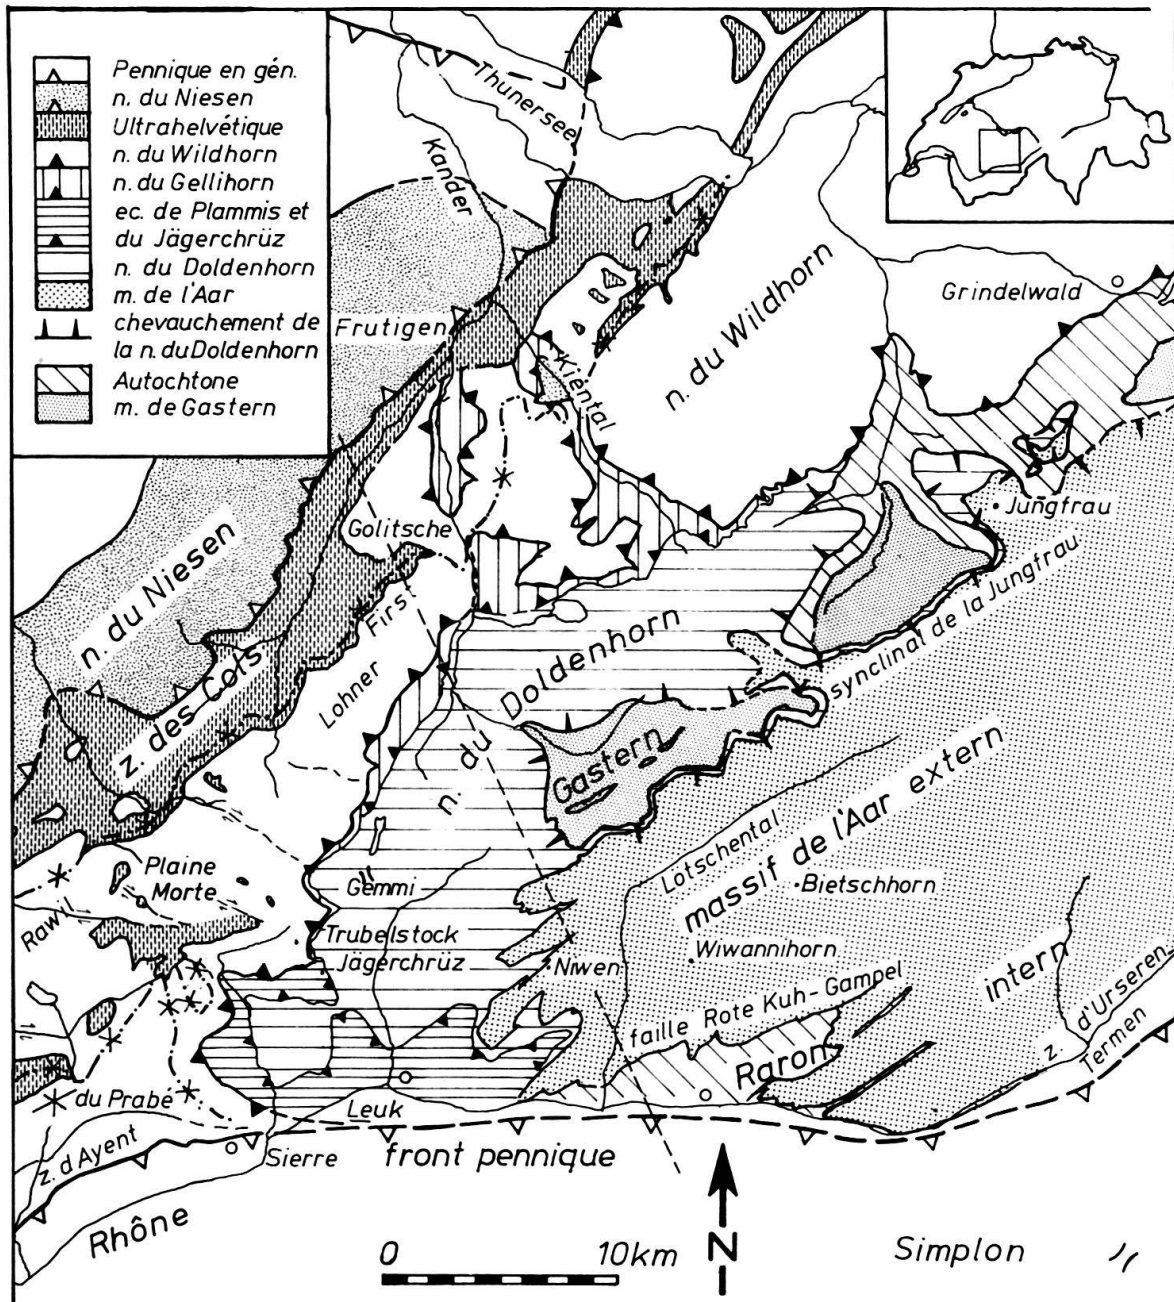 Pennique en gén.
n. du Niesen
Ultrahelvétique
n. du Wildhorn
n. du Gellihorn
ec. de Plammis et
du Jägerchrüz
n. du Doldenhorn
m. de l'Aar
chevauchement de
la n. du Doldenhorn
Autochtone
m. de Gastern
Thunersee
Kander
Grindelwald
Frutigen
Kiental
n. du Wildhorn
Jungfrau
Golitsche
n. du Niesen
First
Lohner
z. des Cols
n. du Doldenhorn
synclinal de la Jungfrau
Gastern
Lötschental
massif de l'Aar extern
Bietschhorn
Plaine
Morte
Gemmi
Rawil
Trubelstock
Jägerchrüz
Wiwannihorn
Niwen
intern
faille Rote Kuh-Gampel
Raron
z. d'Urseren
Termen
du Prabé
Leuk
z. d Ayent
Sierre
front pennique
Rhône
0 10km
N
Simplon